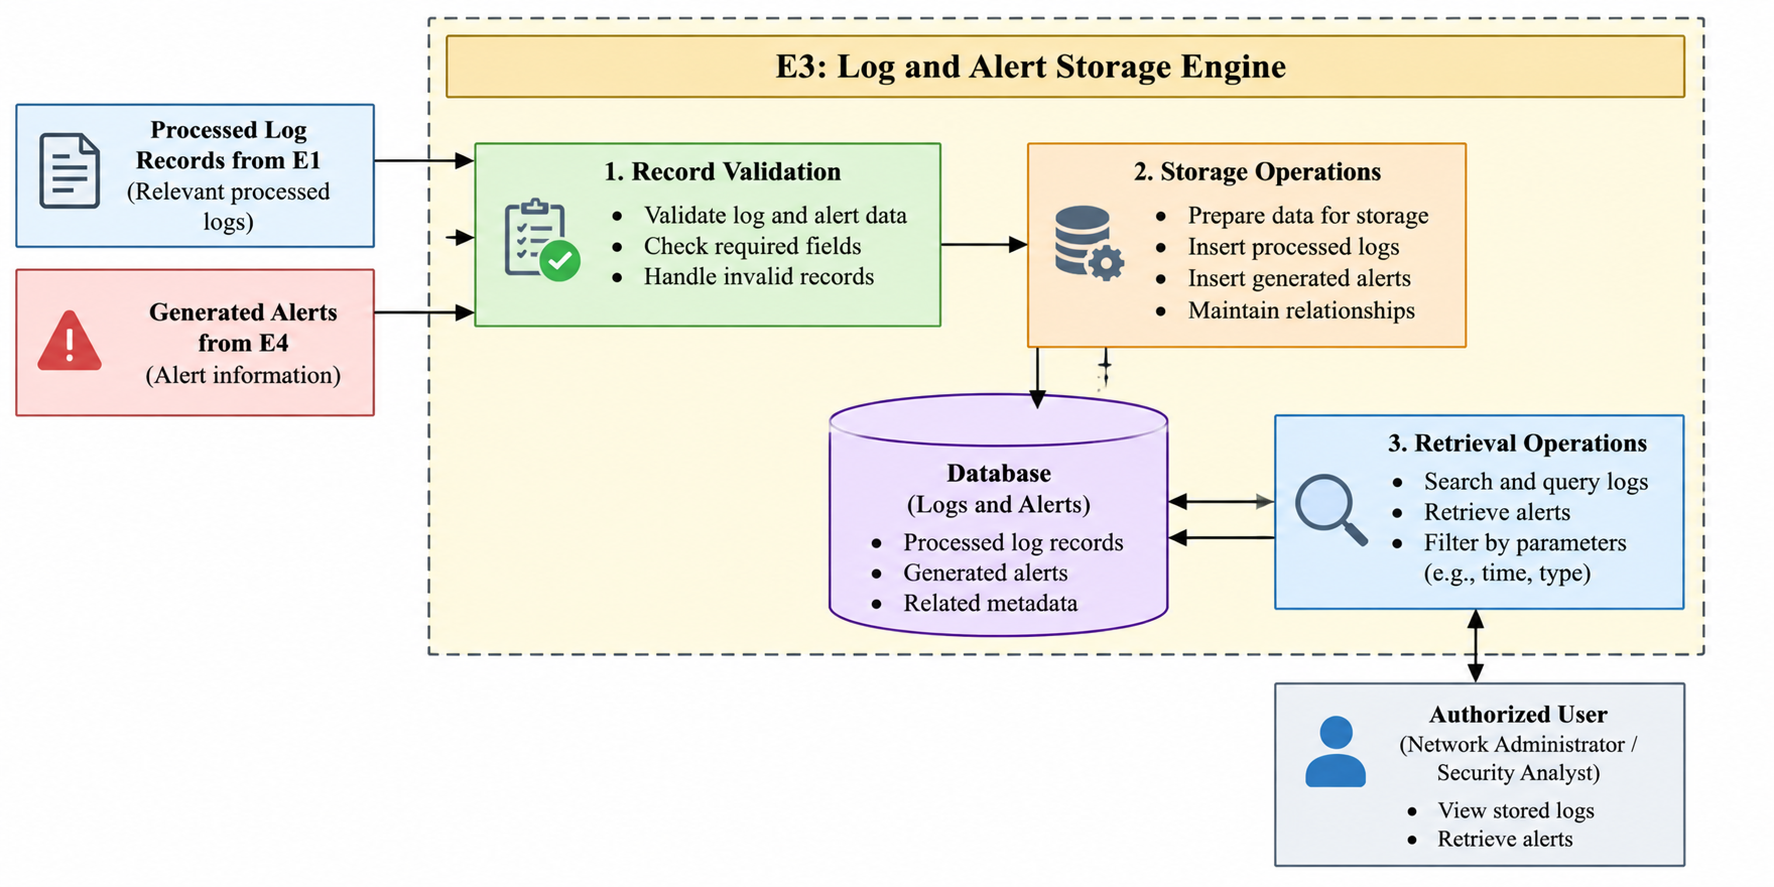 E3: Log and Alert Storage Engine
Processed Log
Records from E1
(Relevant processed
logs)
Generated Alerts
from E4
(Alert information)
1. Record Validation
• Validate log and alert data
• Check required fields
• Handle invalid records
2. Storage Operations
• Prepare data for storage
• Insert processed logs
• Insert generated alerts
• Maintain relationships
Database
(Logs and Alerts)
• Processed log records
• Generated alerts
• Related metadata
3. Retrieval Operations
• Search and query logs
• Retrieve alerts
• Filter by parameters
(e.g., time, type)
Authorized User
(Network Administrator /
Security Analyst)
• View stored logs
• Retrieve alerts